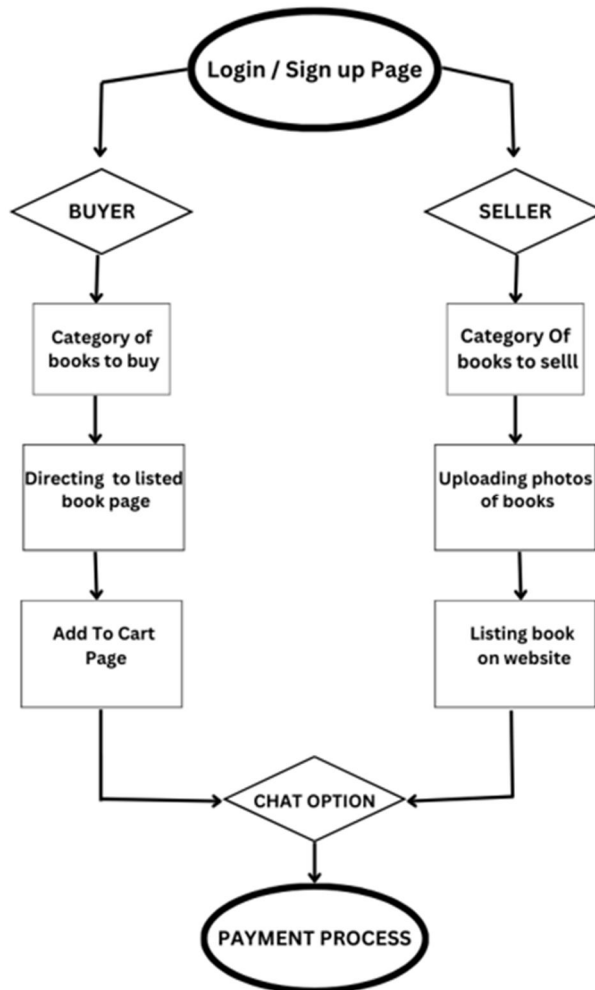 Login / Sign up Page
BUYER
SELLER
Category of
books to buy
Category Of
books to selll
Directing to listed
book page
Uploading photos
of books
Add To Cart
Page
Listing book
on website
CHAT OPTION
PAYMENT PROCESS